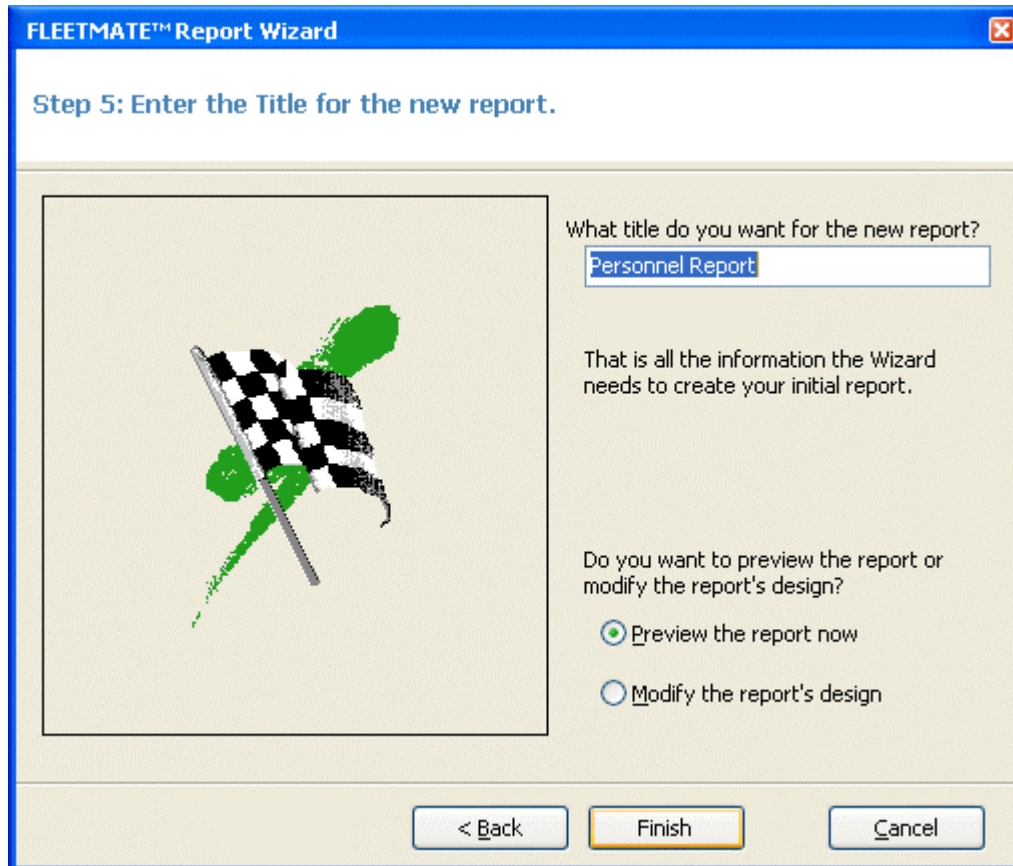 FLEETMATE™ Report Wizard
Step 5: Enter the Title for the new report.
What title do you want for the new report?
Personnel Report
That is all the information the Wizard
needs to create your initial report.
Do you want to preview the report or
modify the report's design?
Preview the report now
Modify the report's design
< Back
Finish
Cancel